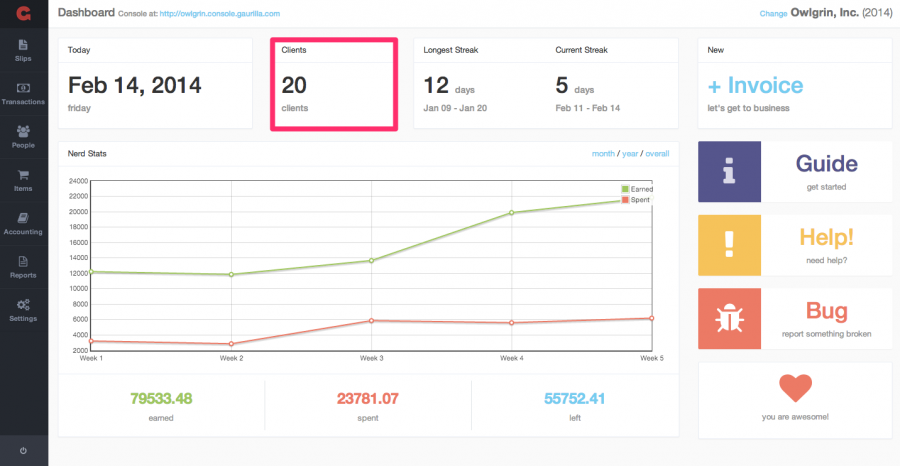 Dashboard Console at: http://owlgrin.console.gaurilla.com
Change Owlgrin, Inc. (2014)
Slips
Transactions
People
Items
Accounting
Reports
Settings
Today
Feb 14, 2014
friday
Clients
20
clients
Longest Streak
12 days
Jan 09 - Jan 20
Current Streak
5 days
Feb 11 - Feb 14
New
+ Invoice
let's get to business
Nerd Stats
month / year / overall
24000
22000
20000
18000
16000
14000
12000
10000
8000
6000
4000
2000
Earned
Spent
Week 1
Week 2
Week 3
Week 4
Week 5
79533.48
earned
23781.07
spent
55752.41
left
Guide
get started
Help!
need help?
Bug
report something broken
you are awesome!